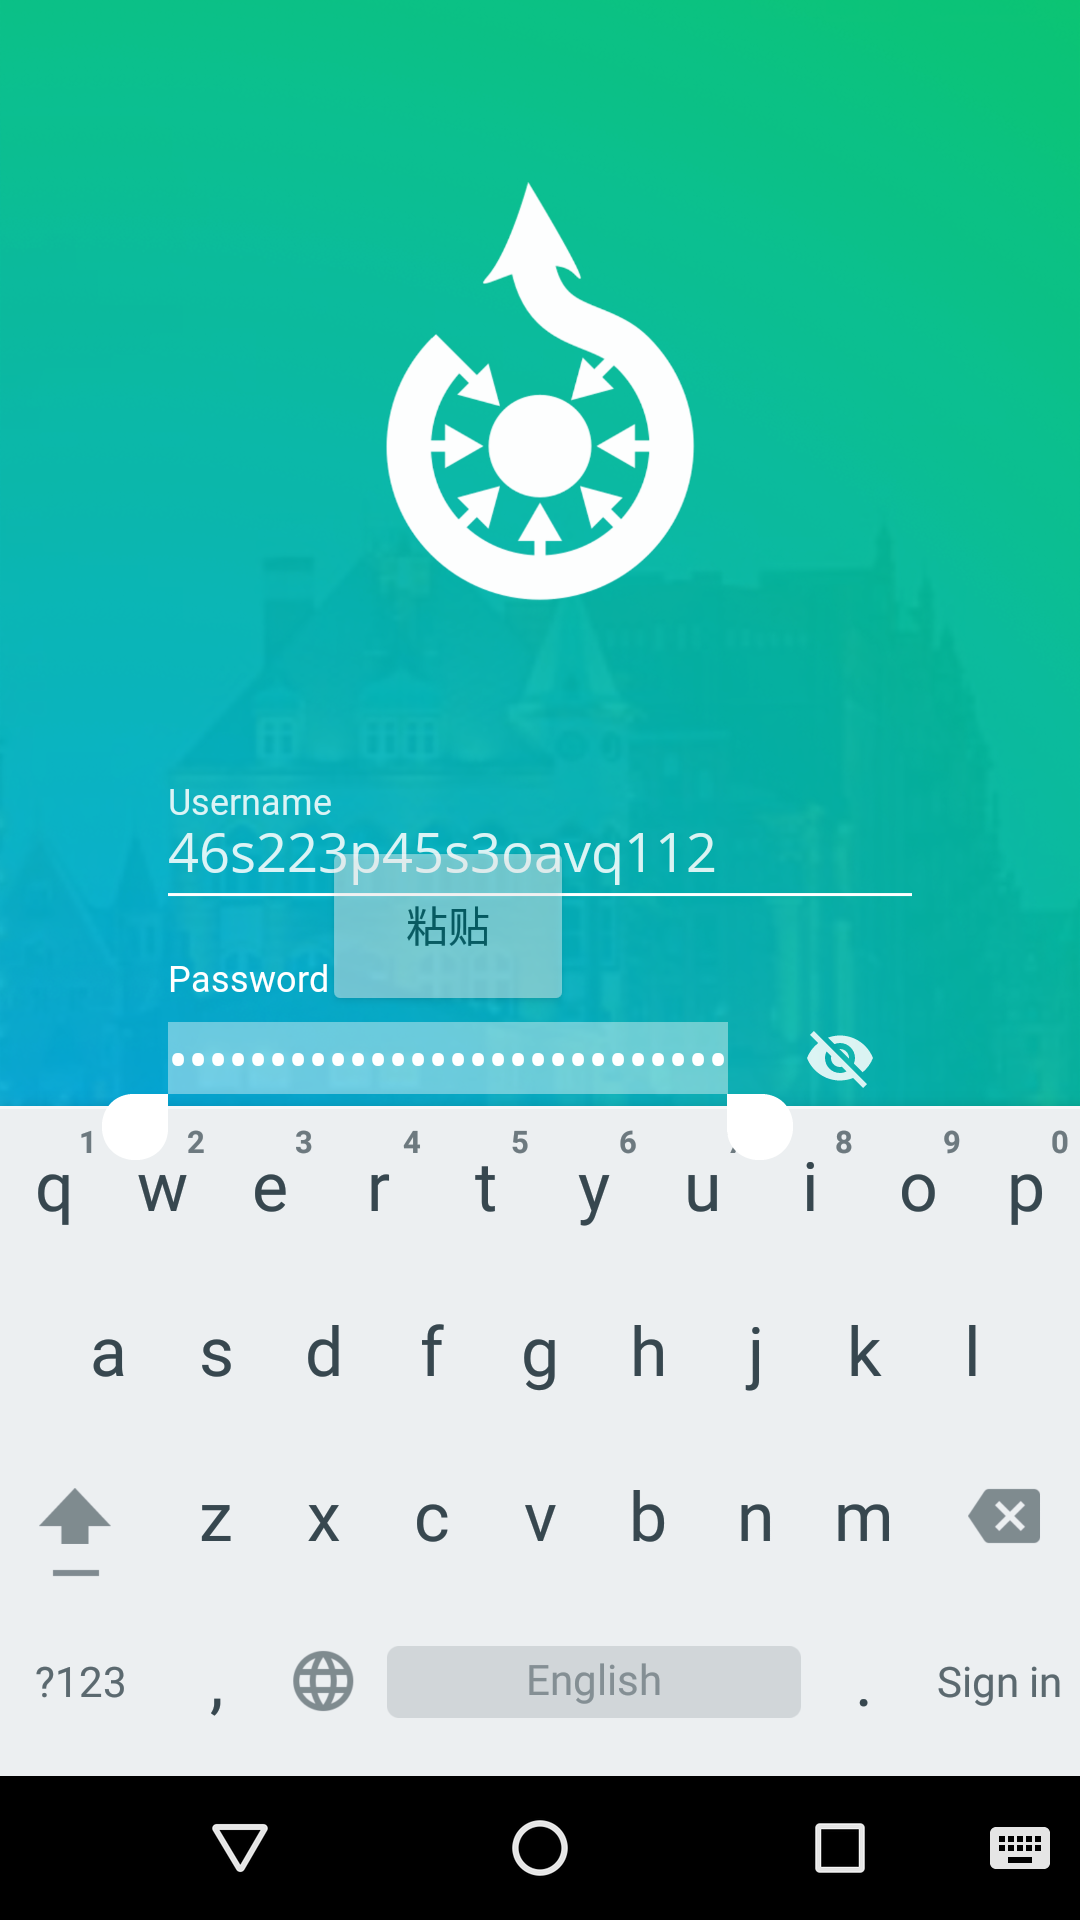 Username
46s223p45s3oavq112
粘贴
Password
••••••••••••••••••••••••••••
1 2 3 4 5 6 8 9 0
q w e r t y u i o p
a s d f g h j k l
z x c v b n m
?123 , English . Sign in